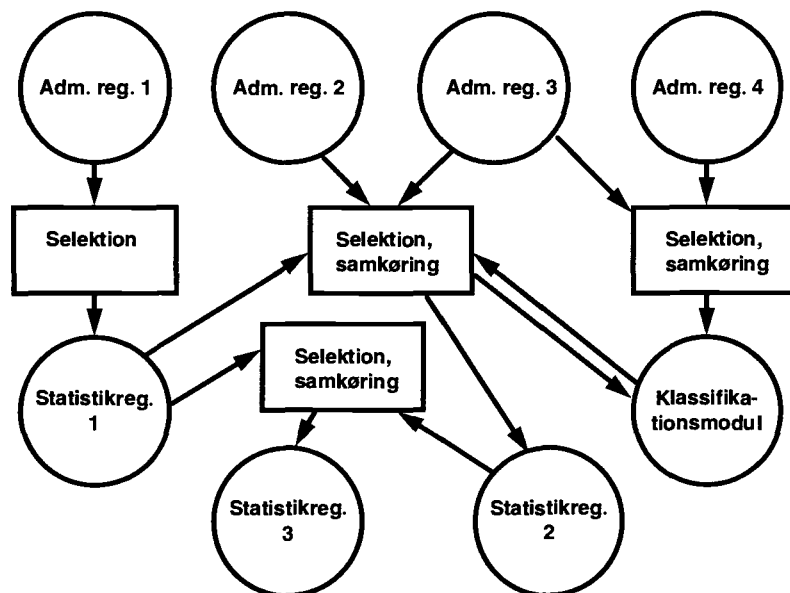 Adm. reg. 1
Adm. reg. 2
Adm. reg. 3
Adm. reg. 4
Selektion
Selektion,
samkøring
Selektion,
samkøring
Selektion,
samkøring
Statistikreg.
1
Klassifika-
tionsmodul
Statistikreg.
3
Statistikreg.
2